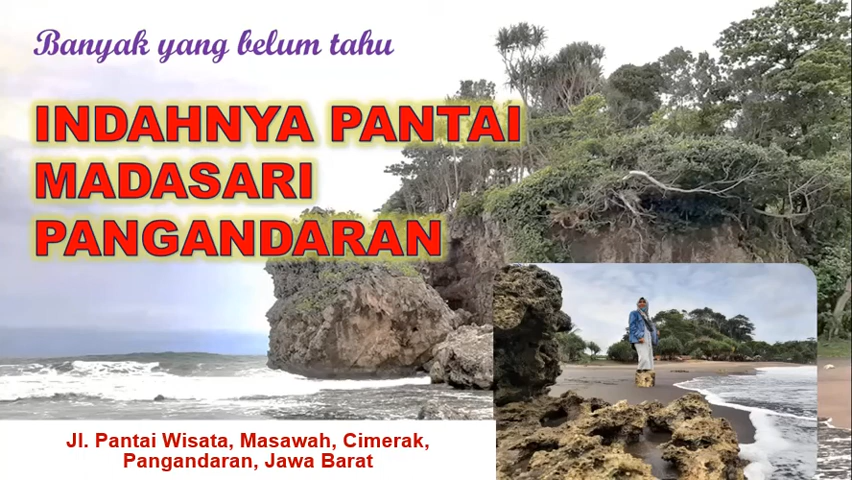 Banyak yang belum tahu
INDAHNYA PANTAI
MADASARI
PANGANDARAN
Jl. Pantai Wisata, Masawah, Cimerak,
Pangandaran, Jawa Barat